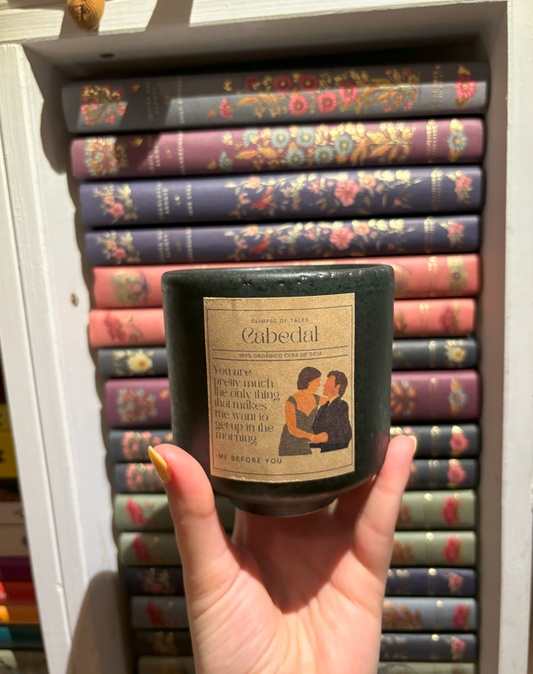 GLIMPSE OF TALES
Cabedal
100% ORGÂNICO CERA DE SOJA
You are
pretty much
the only thing
that makes
me want to
get up in the
morning
-ME BEFORE YOU